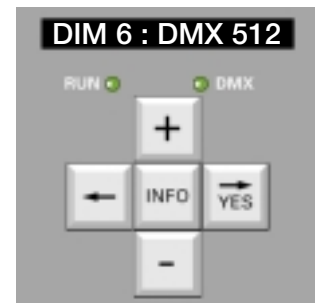 DIM 6 : DMX 512
RUN DMX
+
← INFO → YES
-